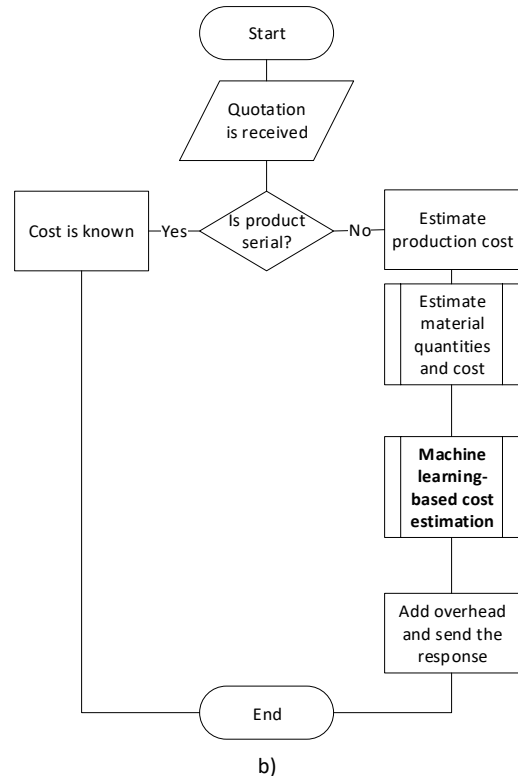 Start
Quotation
is received
Is product
serial?
Yes
No
Cost is known
Estimate
production cost
Estimate
material
quantities
and cost
Machine
learning-
based cost
estimation
Add overhead
and send the
response
End
b)